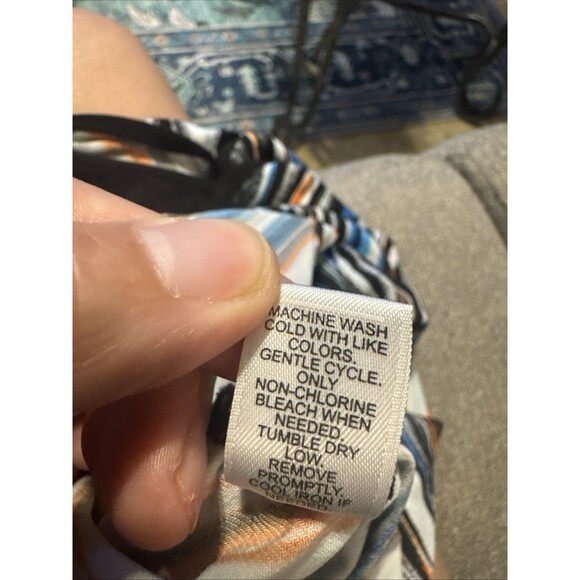 MACHINE WASH
COLD WITH LIKE
COLORS.
GENTLE CYCLE.
ONLY
NON-CHLORINE
BLEACH WHEN
NEEDED.
TUMBLE DRY
LOW.
REMOVE
PROMPTLY.
COOL IRON IF
NEEDED.